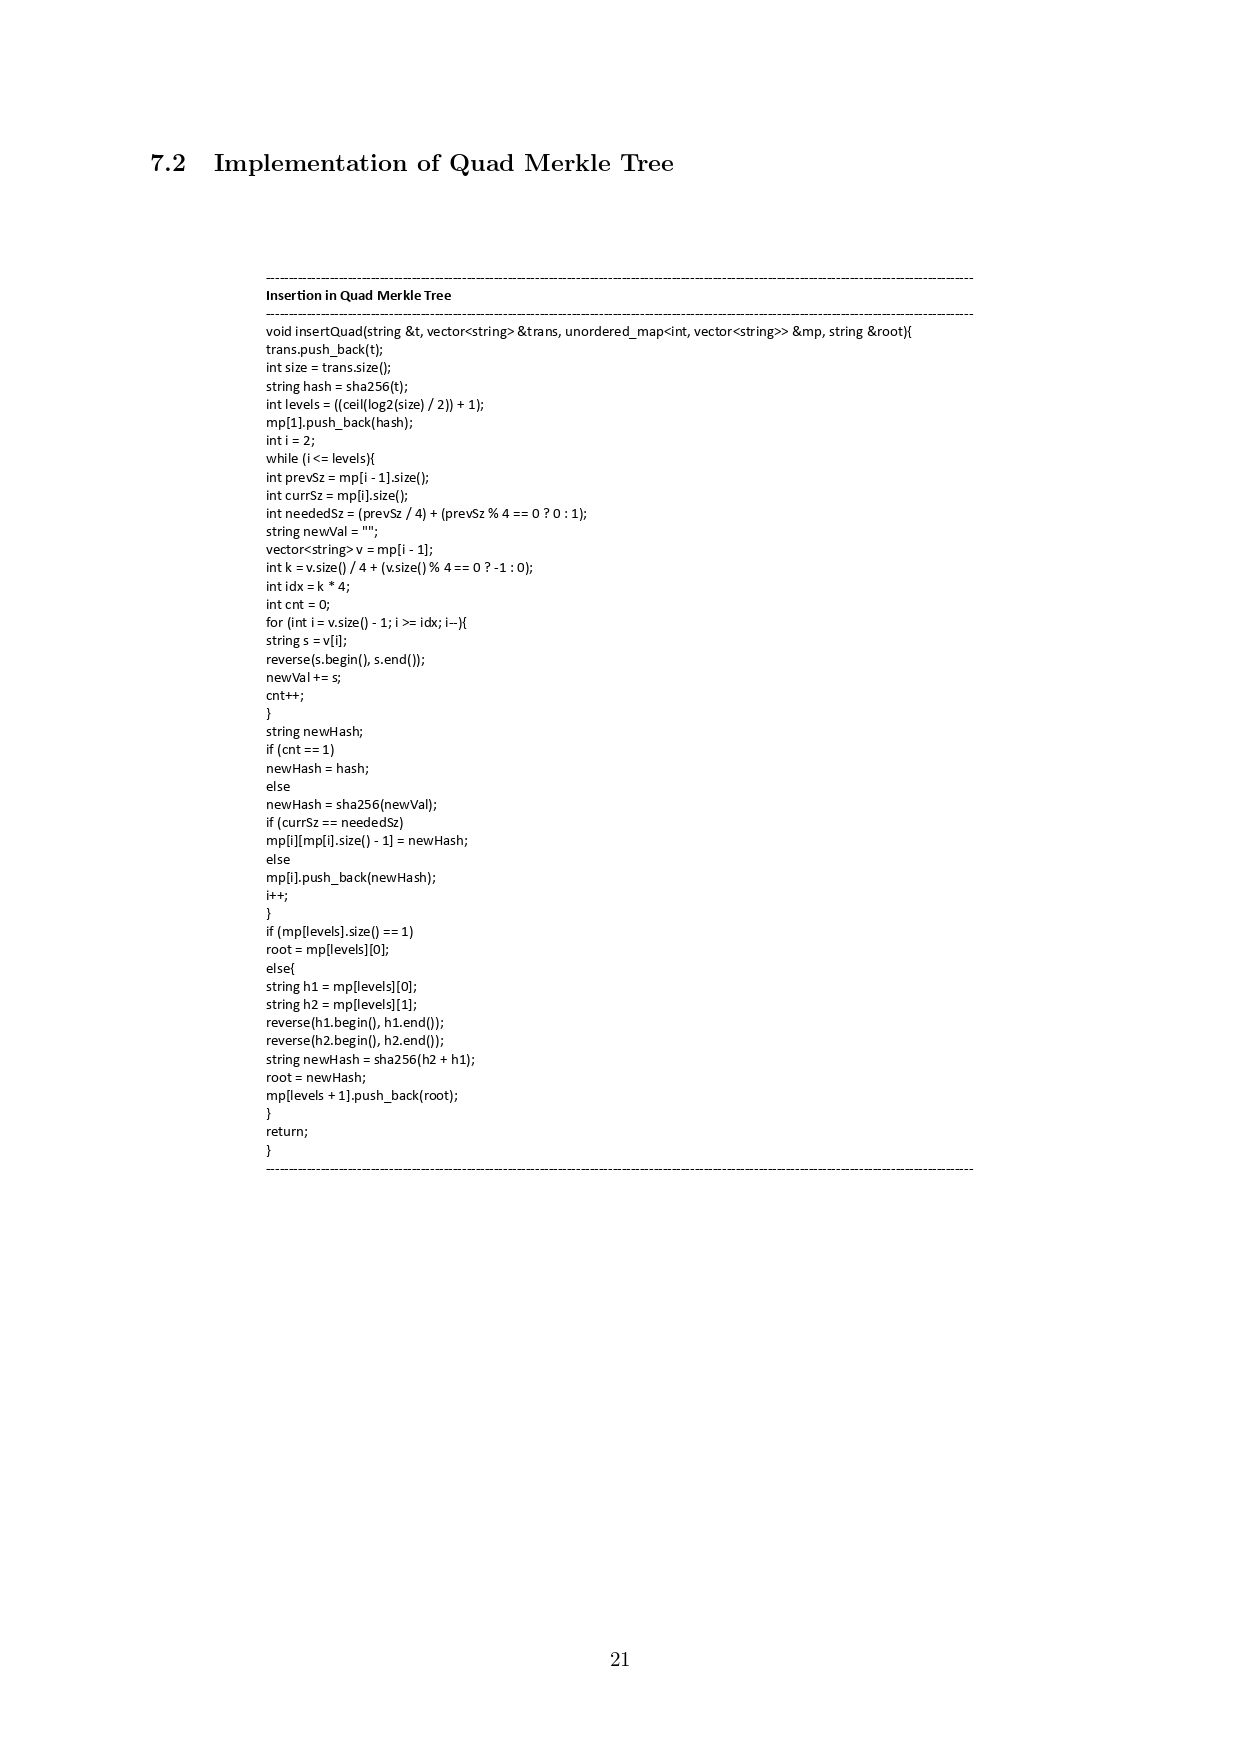 7.2 Implementation of Quad Merkle Tree
--------------------------------------------------------------------------------------------------------------------------------------------------------------
Insertion in Quad Merkle Tree
--------------------------------------------------------------------------------------------------------------------------------------------------------------
void insertQuad(string &t, vector<string> &trans, unordered_map<int, vector<string>> &mp, string &root){
trans.push_back(t);
int size = trans.size();
string hash = sha256(t);
int levels = ((ceil(log2(size) / 2)) + 1);
mp[1].push_back(hash);
int i = 2;
while (i <= levels){
int prevSz = mp[i - 1].size();
int currSz = mp[i].size();
int neededSz = (prevSz / 4) + (prevSz % 4 == 0 ? 0 : 1);
string newVal = "";
vector<string> v = mp[i - 1];
int k = v.size() / 4 + (v.size() % 4 == 0 ? -1 : 0);
int idx = k * 4;
int cnt = 0;
for (int i = v.size() - 1; i >= idx; i--){
string s = v[i];
reverse(s.begin(), s.end());
newVal += s;
cnt++;
}
string newHash;
if (cnt == 1)
newHash = hash;
else
newHash = sha256(newVal);
if (currSz == neededSz)
mp[i][mp[i].size() - 1] = newHash;
else
mp[i].push_back(newHash);
i++;
}
if (mp[levels].size() == 1)
root = mp[levels][0];
else{
string h1 = mp[levels][0];
string h2 = mp[levels][1];
reverse(h1.begin(), h1.end());
reverse(h2.begin(), h2.end());
string newHash = sha256(h2 + h1);
root = newHash;
mp[levels + 1].push_back(root);
}
return;
}
--------------------------------------------------------------------------------------------------------------------------------------------------------------
21